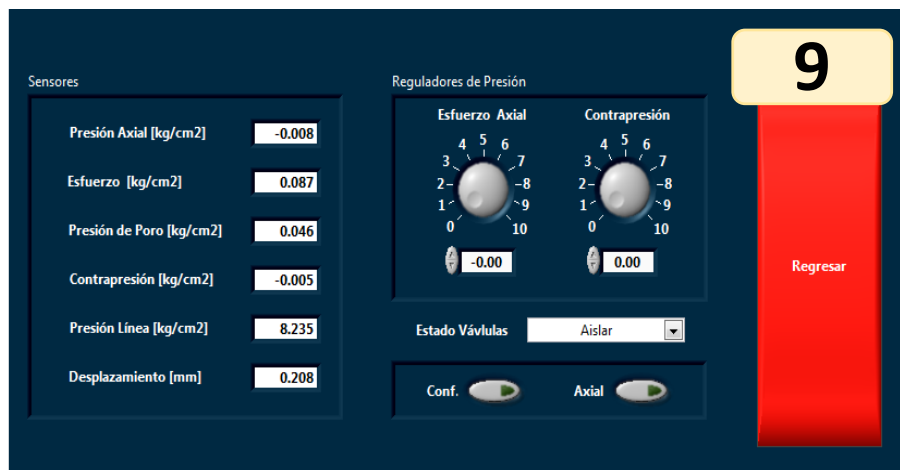 9
Sensores
Presión Axial [kg/cm2] -0.008
Esfuerzo [kg/cm2] 0.087
Presión de Poro [kg/cm2] 0.046
Contrapresión [kg/cm2] -0.005
Presión Línea [kg/cm2] 8.235
Desplazamiento [mm] 0.208
Reguladores de Presión
Esfuerzo Axial
0 1 2 3 4 5 6 7 8 9 10
-0.00
Contrapresión
0 1 2 3 4 5 6 7 8 9 10
0.00
Estado Vávlulas Aislar
Conf. Axial
Regresar